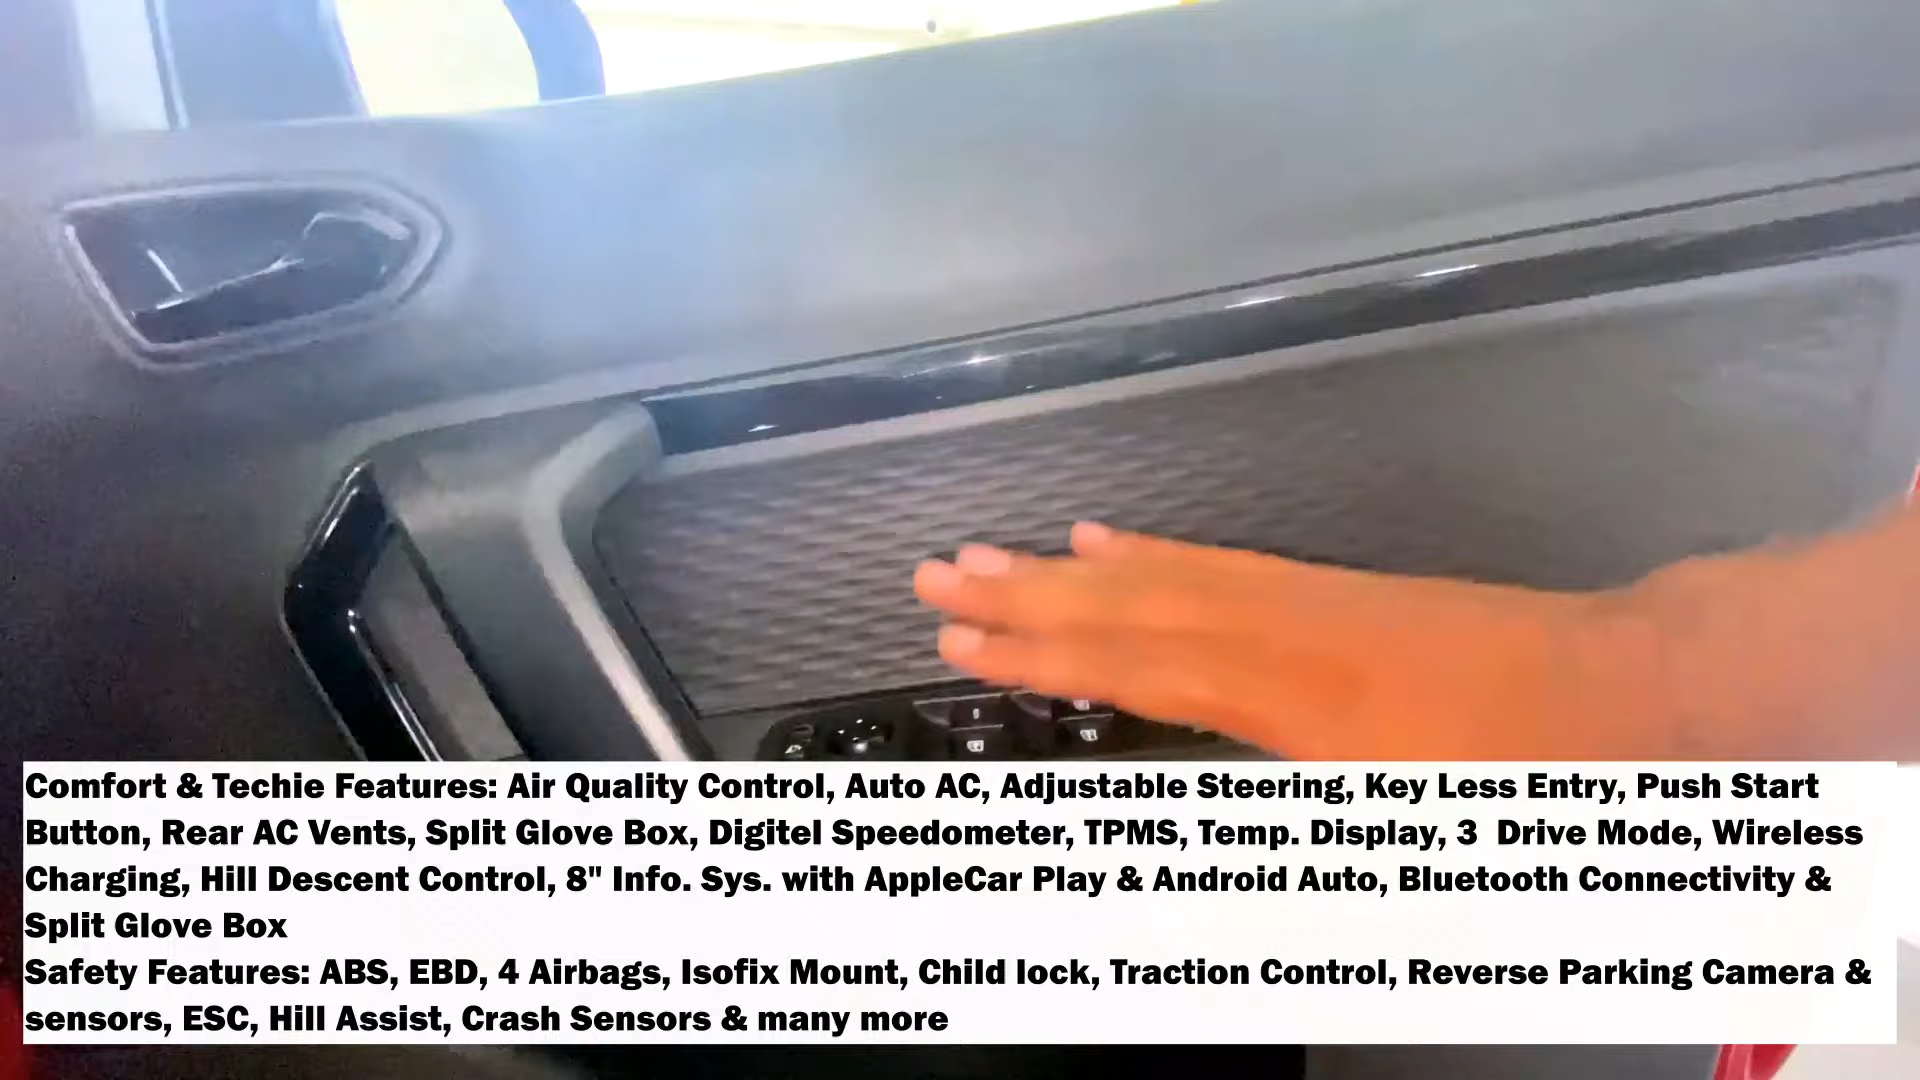 Comfort & Techie Features: Air Quality Control, Auto AC, Adjustable Steering, Key Less Entry, Push Start
Button, Rear AC Vents, Split Glove Box, Digitel Speedometer, TPMS, Temp. Display, 3  Drive Mode, Wireless
Charging, Hill Descent Control, 8" Info. Sys. with AppleCar Play & Android Auto, Bluetooth Connectivity &
Split Glove Box
Safety Features: ABS, EBD, 4 Airbags, Isofix Mount, Child lock, Traction Control, Reverse Parking Camera &
sensors, ESC, Hill Assist, Crash Sensors & many more